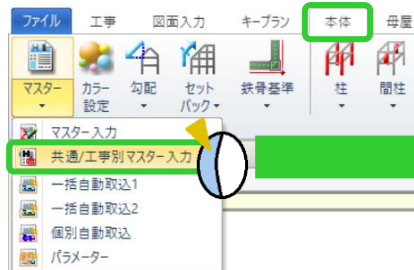 ファイル 工事 図面入力 キープラン 本体 母屋
マスター カラー設定 勾配 セットバック 鉄骨基準 柱 間柱
マスター入力
共通/工事別マスター入力
一括自動取込1
一括自動取込2
個別自動取込
パラメーター